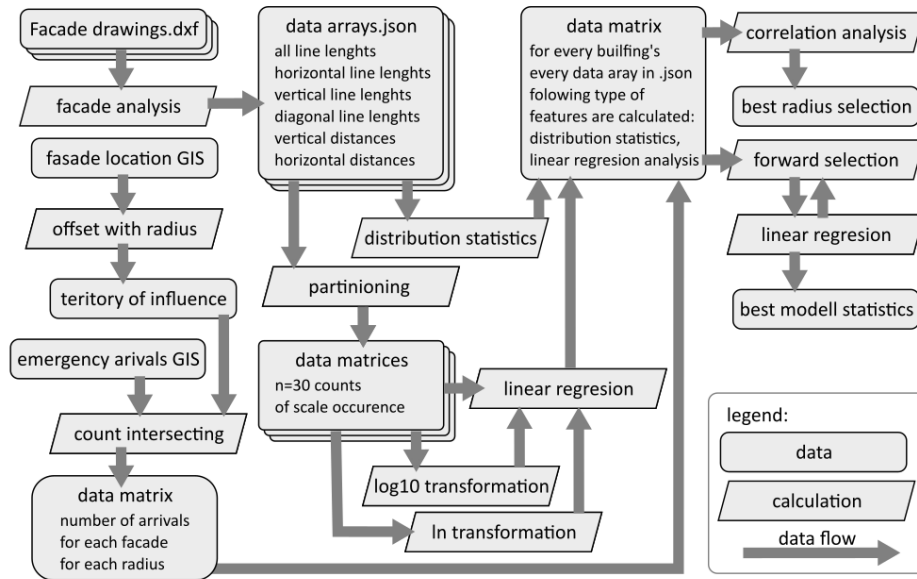 Facade drawings.dxf
facade analysis
fasade location GIS
offset with radius
teritory of influence
emergency arivals GIS
count intersecting
data matrix
number of arrivals
for each facade
for each radius
data arrays.json
all line lenghts
horizontal line lenghts
vertical line lenghts
diagonal line lenghts
vertical distances
horizontal distances
distribution statistics
partinioning
data matrices
n=30 counts
of scale occurence
linear regresion
log10 transformation
ln transformation
data matrix
for every builfing's
every data aray in .json
folowing type of
features are calculated:
distribution statistics,
linear regresion analysis
correlation analysis
best radius selection
forward selection
linear regresion
best modell statistics
legend:
data
calculation
data flow